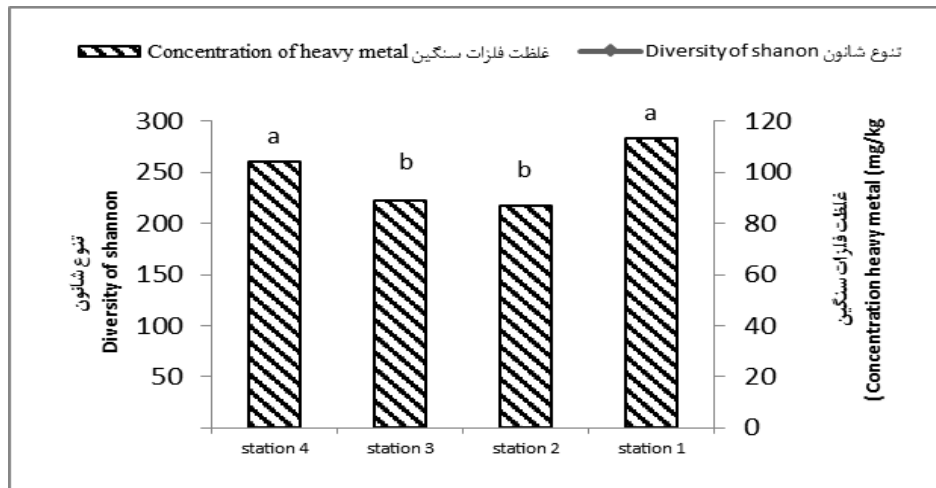 Concentration of heavy metal غلظت فلزات سنگین
Diversity of shanon تنوع شانون
a
b
b
a
300
250
200
150
100
50
120
100
80
60
40
20
0
تنوع شانون
Diversity of shannon
غلظت فلزات سنگین
(Concentration heavy metal (mg/kg
station 4
station 3
station 2
station 1